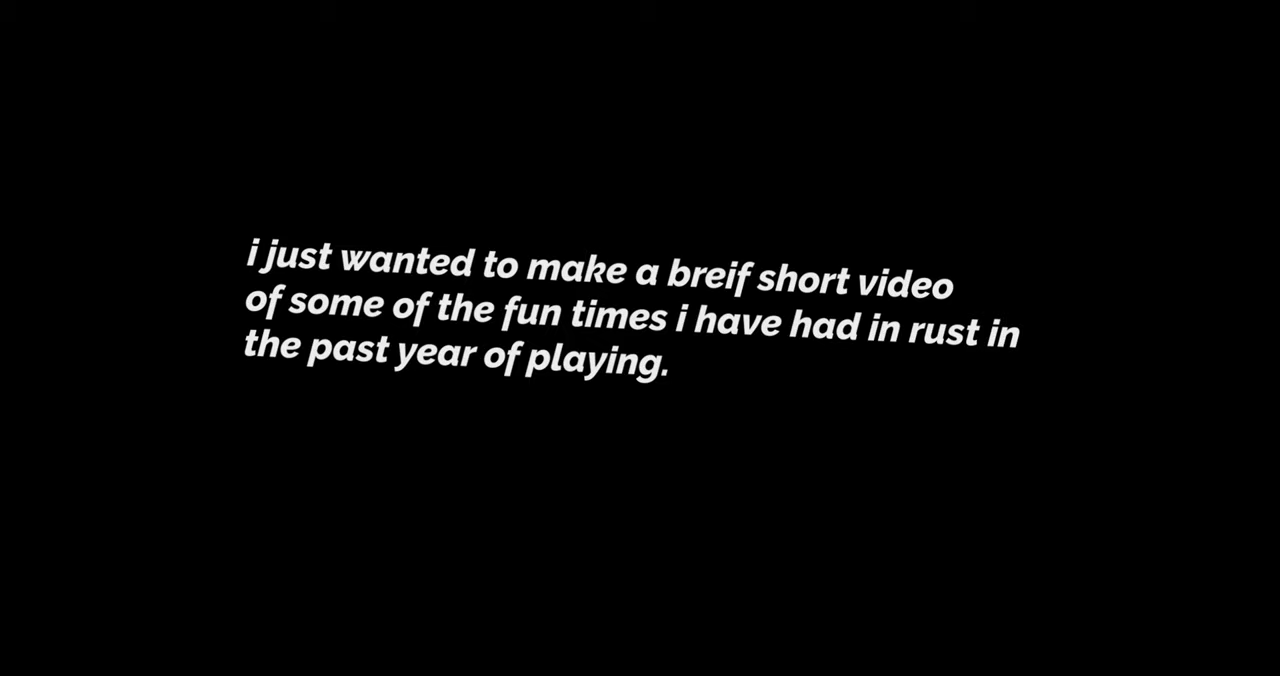 i just wanted to make a breif short video
of some of the fun times i have had in rust in
the past year of playing.